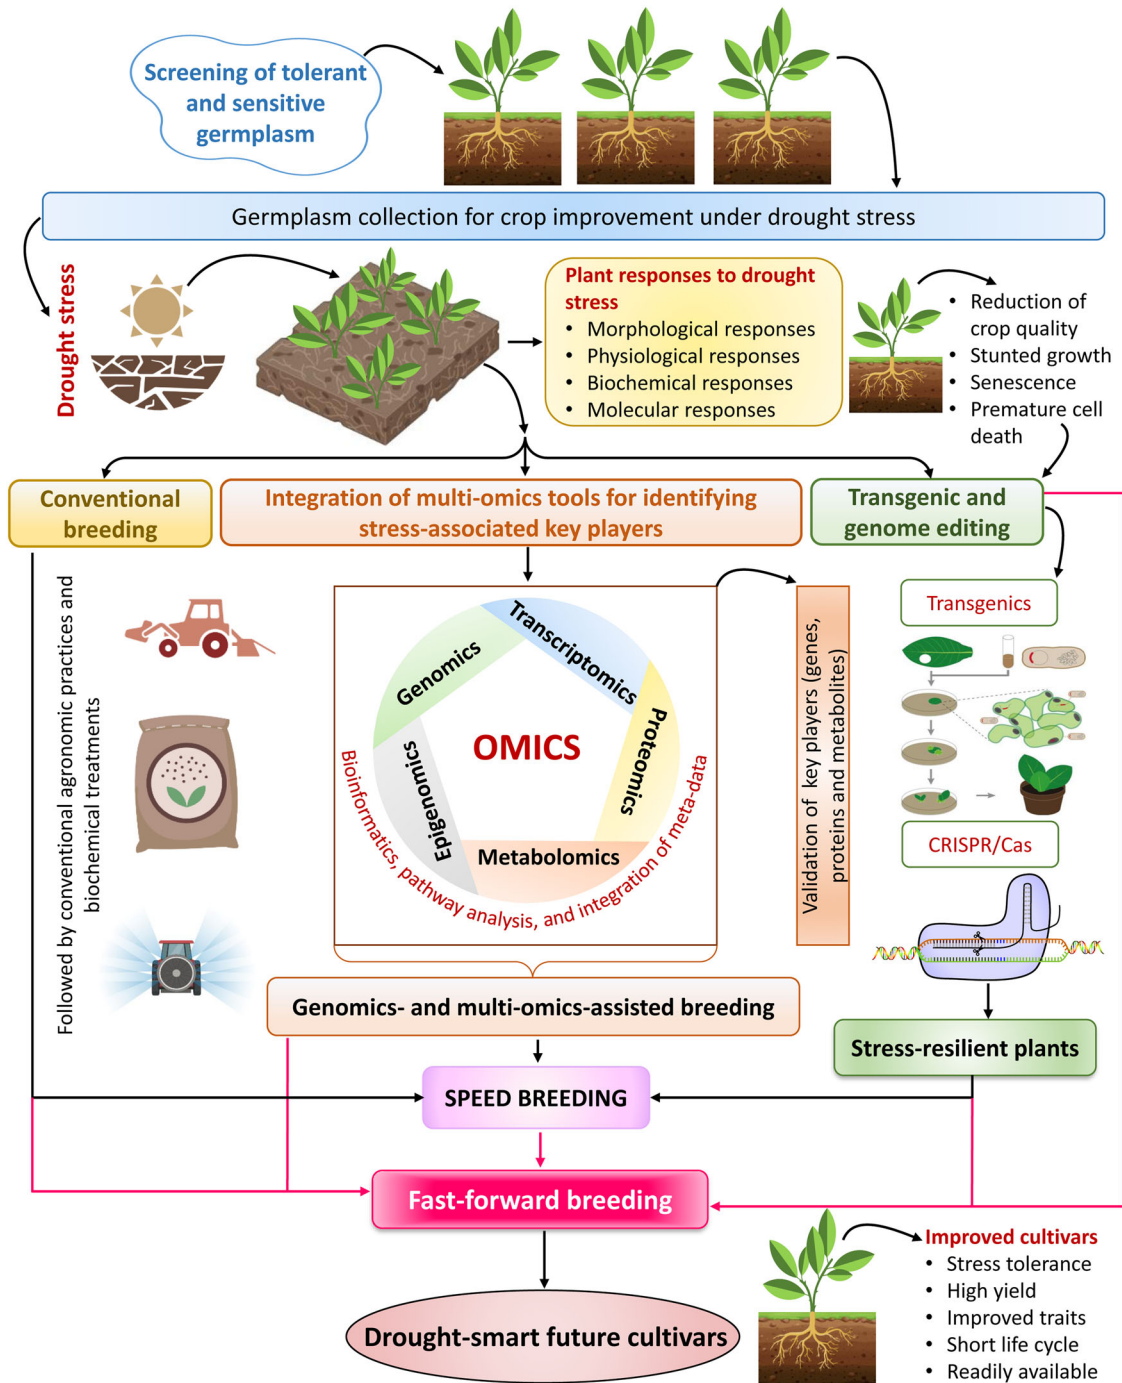 Screening of tolerant
and sensitive
germplasm
Germplasm collection for crop improvement under drought stress
Drought stress
Plant responses to drought
stress
• Morphological responses
• Physiological responses
• Biochemical responses
• Molecular responses
• Reduction of
crop quality
• Stunted growth
• Senescence
• Premature cell
death
Conventional
breeding
Integration of multi-omics tools for identifying
stress-associated key players
Transgenic and
genome editing
Followed by conventional agronomic practices and
biochemical treatments
Genomics
Transcriptomics
Proteomics
Metabolomics
Epigenomics
OMICS
Bioinformatics, pathway analysis, and integration of meta-data
Validation of key players (genes,
proteins and metabolites)
Transgenics
CRISPR/Cas
Genomics- and multi-omics-assisted breeding
Stress-resilient plants
SPEED BREEDING
Fast-forward breeding
Drought-smart future cultivars
Improved cultivars
• Stress tolerance
• High yield
• Improved traits
• Short life cycle
• Readily available